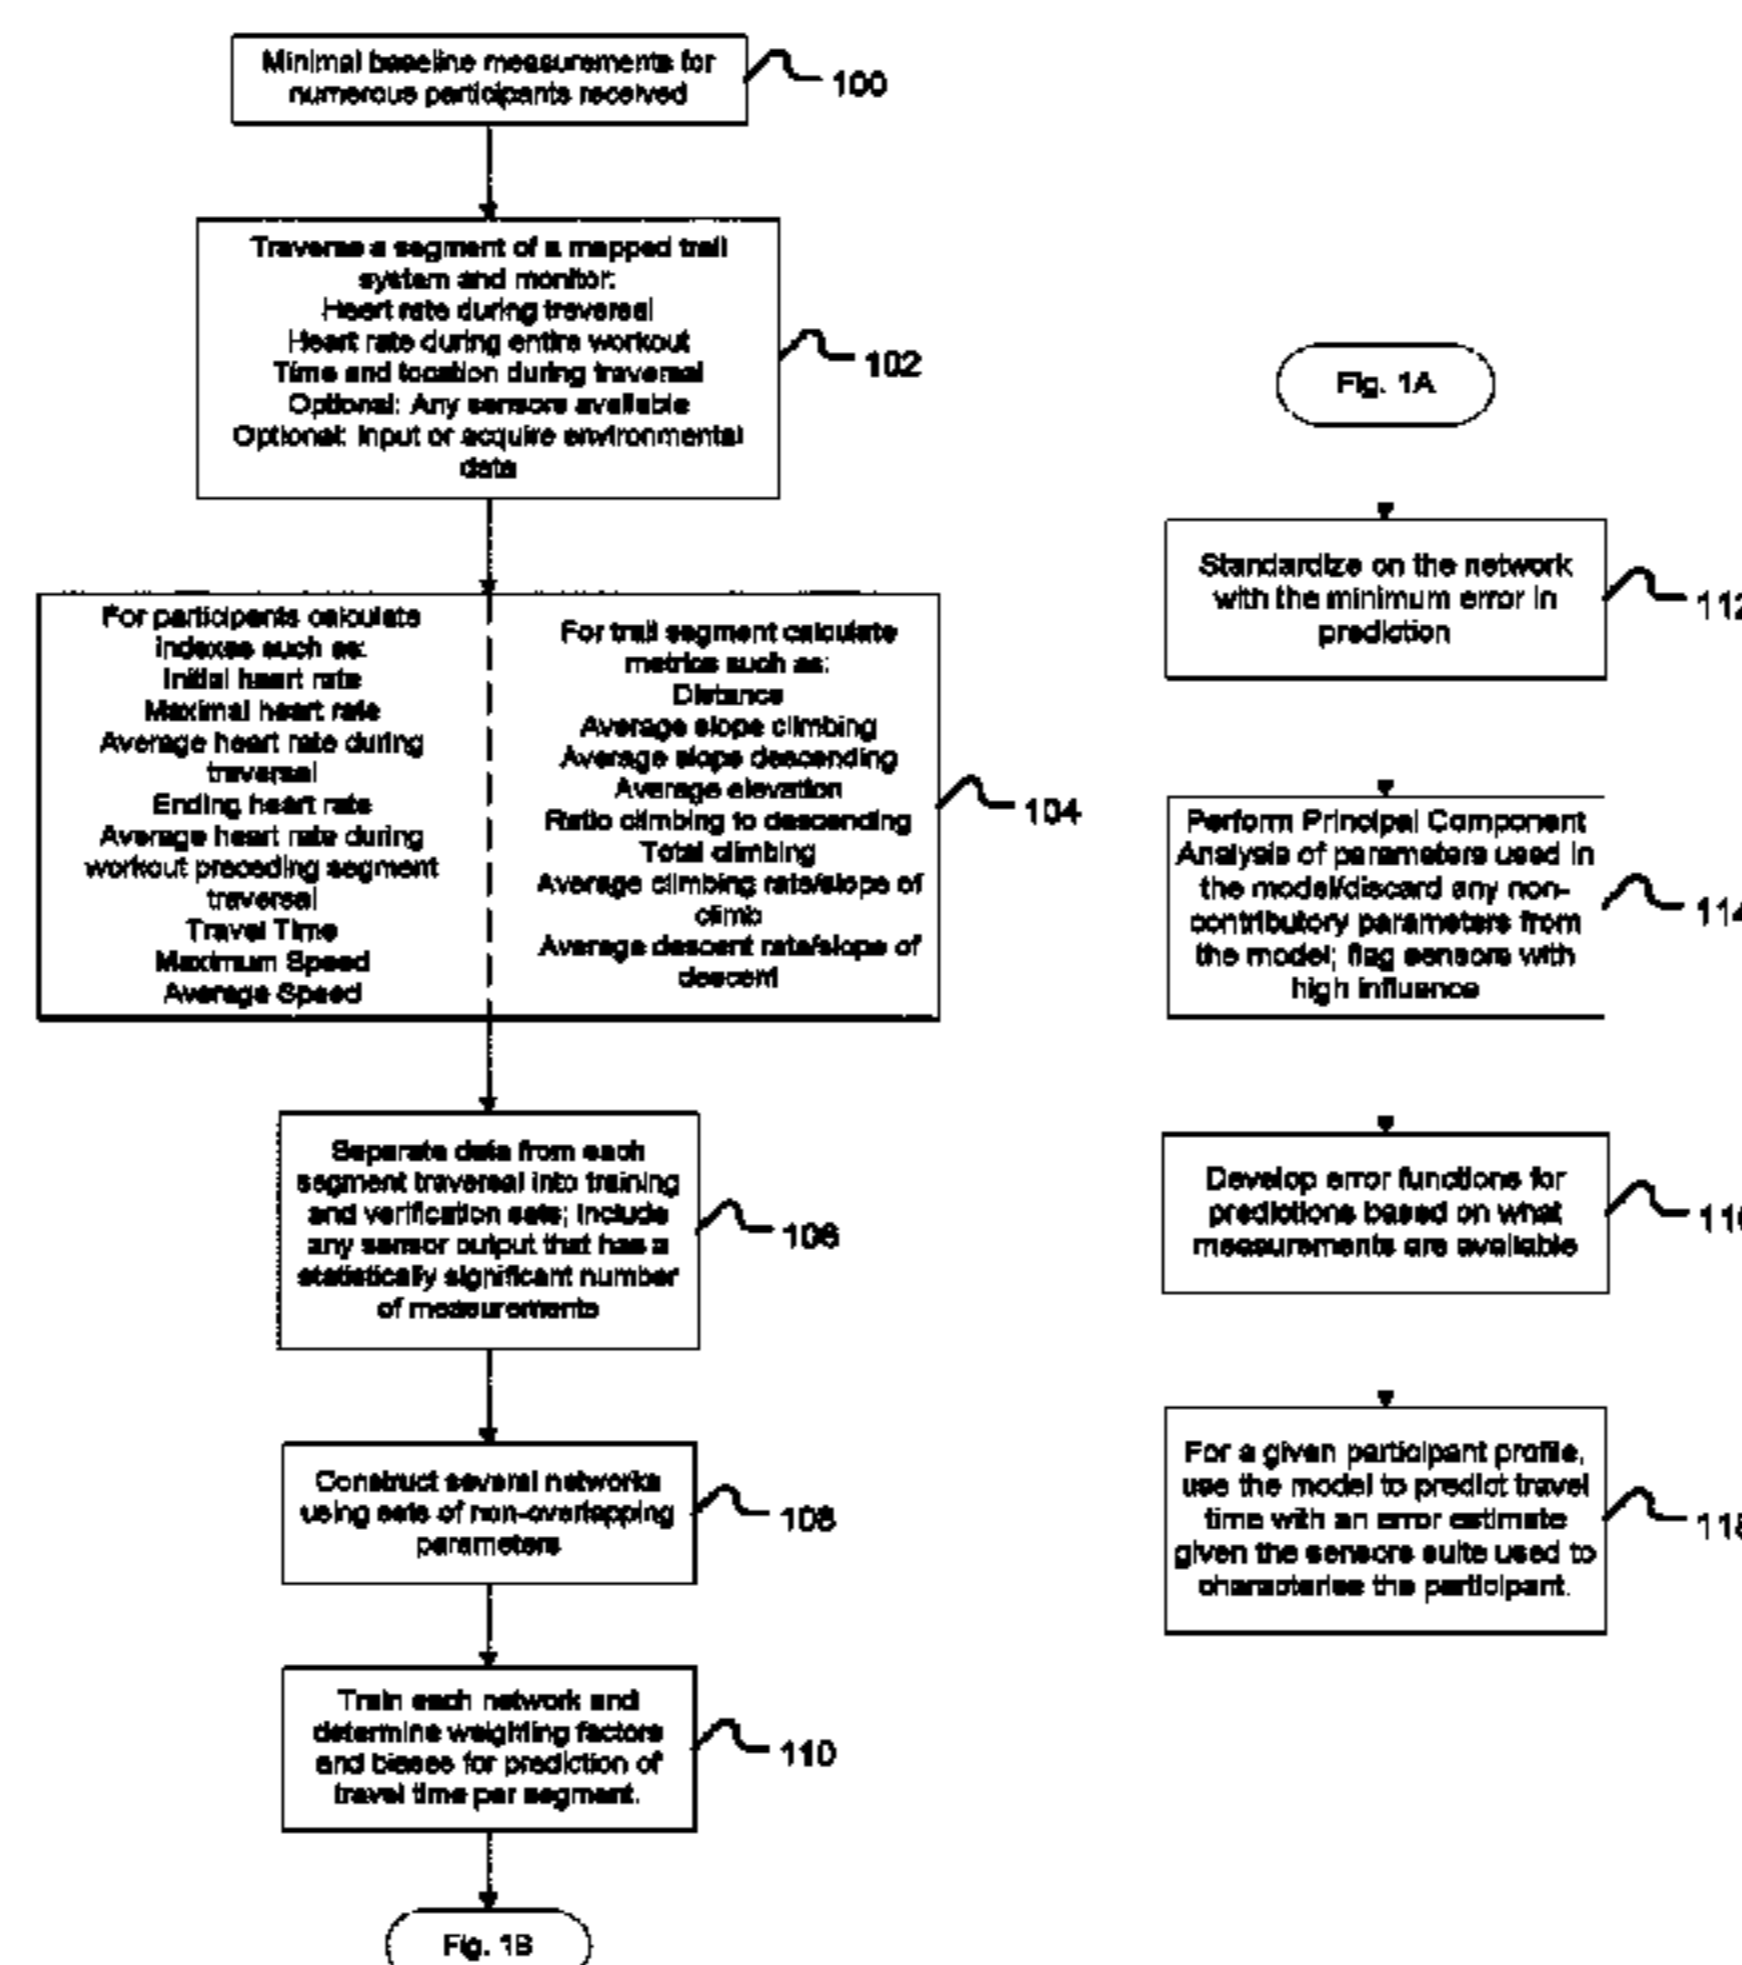 Minimal baseline measurements for
numerous participants received
100
Traverse a segment of a mapped trail
system and monitor:
Heart rate during traversal
Heart rate during entire workout
Time and location during traversal
Optional: Any sensors available
Optional: Input or acquire environmental
data
102
For participants calculate
indexes such as:
Initial heart rate
Maximal heart rate
Average heart rate during
traversal
Ending heart rate
Average heart rate during
workout preceding segment
traversal
Travel Time
Maximum Speed
Average Speed
For trail segment calculate
metrics such as:
Distance
Average slope climbing
Average slope descending
Average elevation
Ratio climbing to descending
Total climbing
Average climbing rate/slope of
climb
Average descent rate/slope of
descent
104
Separate data from each
segment traversal into training
and verification sets; include
any sensor output that has a
statistically significant number
of measurements
106
Construct several networks
using sets of non-overlapping
parameters
108
Train each network and
determine weighting factors
and biases for prediction of
travel time per segment.
110
Fig. 1B
Fig. 1A
Standardize on the network
with the minimum error in
prediction
112
Perform Principal Component
Analysis of parameters used in
the model/discard any non-
contributory parameters from
the model; flag sensors with
high influence
114
Develop error functions for
predictions based on what
measurements are available
116
For a given participant profile,
use the model to predict travel
time with an error estimate
given the sensors suite used to
characterise the participant.
118